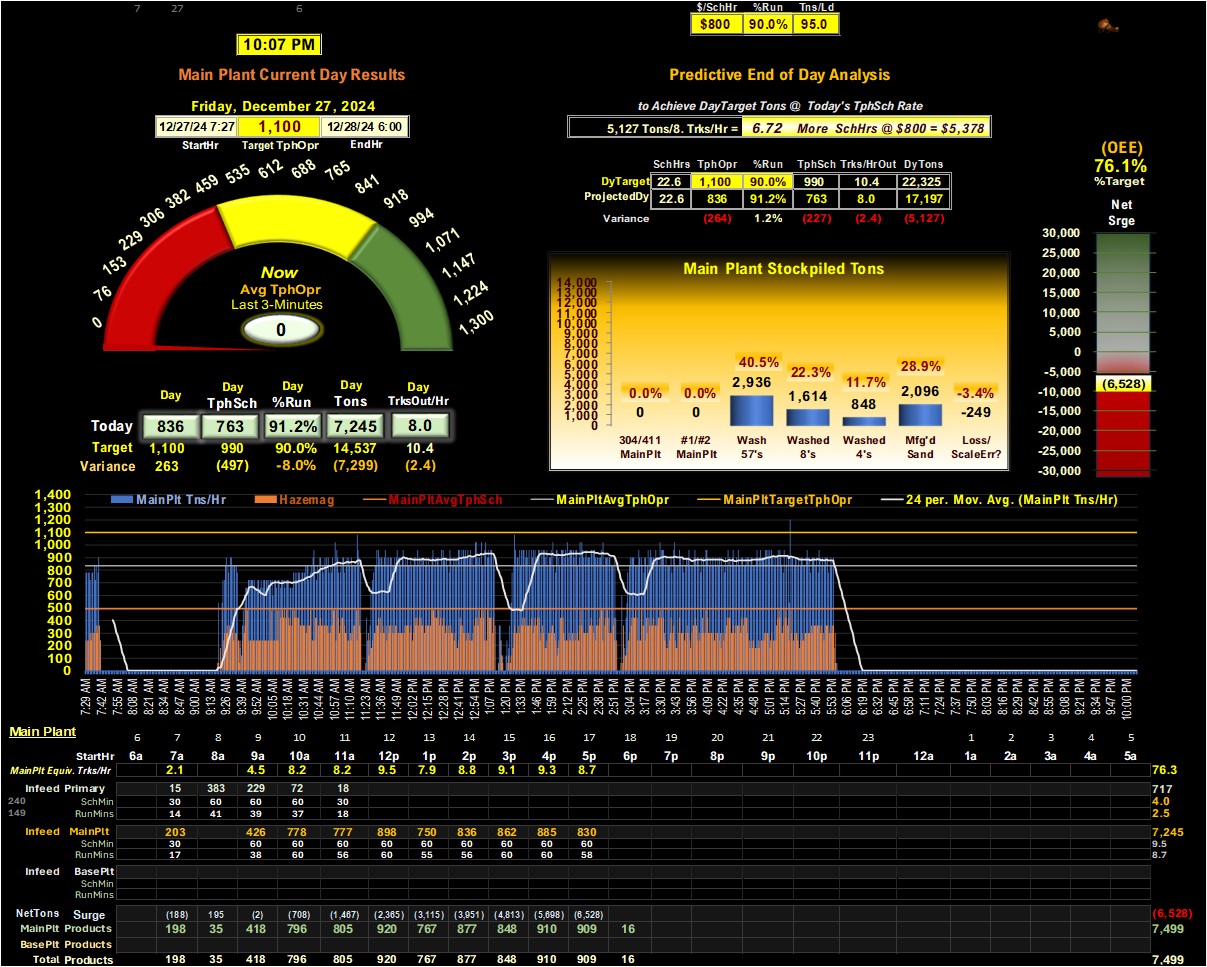 7 27 6
$/SchHr %Run Tns/Ld
$800 90.0% 95.0
10:07 PM
Main Plant Current Day Results
Predictive End of Day Analysis
Friday, December 27, 2024
to Achieve DayTarget Tons @ Today's TphSch Rate
12/27/24 7:27 1,100 12/28/24 6:00
StartHr Target TphOpr EndHr
5,127 Tons/8. Trks/Hr = 6.72 More SchHrs @ $800 = $5,378
(OEE)
76.1%
%Target
SchHrs TphOpr %Run TphSch Trks/HrOut DyTons
DyTarget 22.6 1,100 90.0% 990 10.4 22,325
ProjectedDy 22.6 836 91.2% 763 8.0 17,197
Variance (264) 1.2% (227) (2.4) (5,127)
0 76 153 229 306 382 459 535 612 688 765 841 918 994 1,071 1,147 1,224 1,300
Now
Avg TphOpr
Last 3-Minutes
0
Net
Srge
30,000
25,000
20,000
15,000
10,000
5,000
0
-5,000
(6,528)
-10,000
-15,000
-20,000
-25,000
-30,000
Main Plant Stockpiled Tons
14,000
13,000
12,000
11,000
10,000
9,000
8,000
7,000
6,000
5,000
4,000
3,000
2,000
1,000
0
0.0% 0.0% 40.5% 22.3% 11.7% 28.9% -3.4%
0 0 2,936 1,614 848 2,096 -249
304/411 #1/#2 Wash Washed Washed Mfg'd Loss/
MainPlt MainPlt 57's 8's 4's Sand ScaleErr?
Day Day Day Day
Day TphSch %Run Tons TrksOut/Hr
Today 836 763 91.2% 7,245 8.0
Target 1,100 990 90.0% 14,537 10.4
Variance 263 (497) -8.0% (7,299) (2.4)
MainPlt Tns/Hr Hazemag MainPltAvgTphSch MainPltAvgTphOpr MainPltTargetTphOpr 24 per. Mov. Avg. (MainPlt Tns/Hr)
1,400
1,300
1,200
1,100
1,000
900
800
700
600
500
400
300
200
100
0
7:29 AM 7:42 AM 7:55 AM 8:08 AM 8:21 AM 8:34 AM 8:47 AM 9:00 AM 9:13 AM 9:26 AM 9:39 AM 9:52 AM 10:05 AM 10:18 AM 10:31 AM 10:44 AM 10:57 AM 11:10 AM 11:23 AM 11:36 AM 11:49 AM 12:02 PM 12:15 PM 12:28 PM 12:41 PM 12:54 PM 1:07 PM 1:20 PM 1:33 PM 1:46 PM 1:59 PM 2:12 PM 2:25 PM 2:38 PM 2:51 PM 3:04 PM 3:17 PM 3:30 PM 3:43 PM 3:56 PM 4:09 PM 4:22 PM 4:35 PM 4:48 PM 5:01 PM 5:14 PM 5:27 PM 5:40 PM 5:53 PM 6:06 PM 6:19 PM 6:32 PM 6:45 PM 6:58 PM 7:11 PM 7:24 PM 7:37 PM 7:50 PM 8:03 PM 8:16 PM 8:29 PM 8:42 PM 8:55 PM 9:08 PM 9:21 PM 9:34 PM 9:47 PM 10:00 PM
Main Plant
6 7 8 9 10 11 12 13 14 15 16 17 18 19 20 21 22 23 1 2 3 4 5
StartHr 6a 7a 8a 9a 10a 11a 12p 1p 2p 3p 4p 5p 6p 7p 8p 9p 10p 11p 12a 1a 2a 3a 4a 5a
MainPlt Equiv. Trks/Hr 2.1 4.5 8.2 8.2 9.5 7.9 8.8 9.1 9.3 8.7 76.3
Infeed Primary 15 383 229 72 18 717
240 SchMin 30 60 60 60 30 4.0
149 RunMins 14 41 39 37 18 2.5
Infeed MainPlt 203 426 778 777 898 750 836 862 885 830 7,245
SchMin 30 60 60 60 60 60 60 60 60 60 9.5
RunMins 17 38 60 56 60 55 56 60 60 58 8.7
Infeed BasePlt
SchMin
RunMins
NetTons Surge (188) 195 (2) (708) (1,467) (2,365) (3,115) (3,951) (4,813) (5,698) (6,528) (6,528)
MainPlt Products 198 35 418 796 805 920 767 877 848 910 909 16 7,499
BasePlt Products
Total Products 198 35 418 796 805 920 767 877 848 910 909 16 7,499